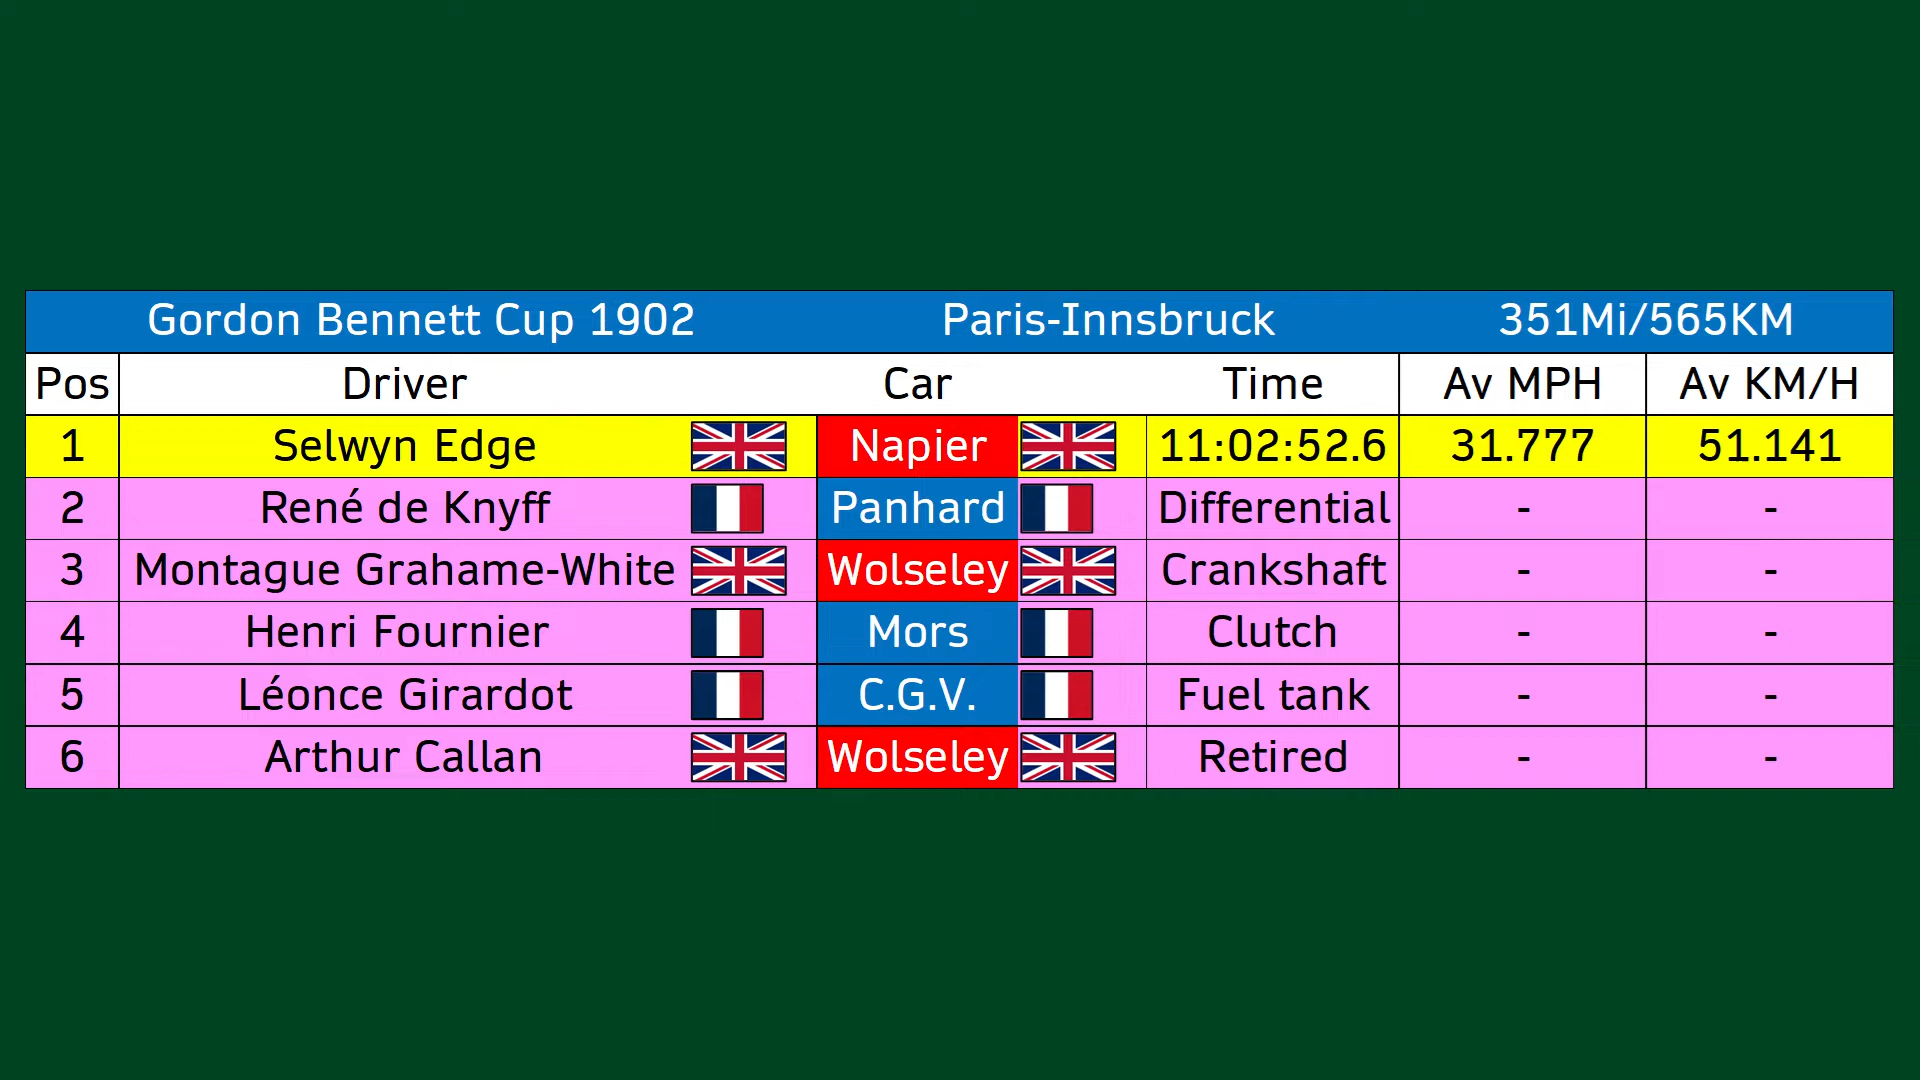 Gordon Bennett Cup 1902 Paris-Innsbruck 351Mi/565KM
Pos Driver Car Time Av MPH Av KM/H
1 Selwyn Edge Napier 11:02:52.6 31.777 51.141
2 René de Knyff Panhard Differential - -
3 Montague Grahame-White Wolseley Crankshaft - -
4 Henri Fournier Mors Clutch - -
5 Léonce Girardot C.G.V. Fuel tank - -
6 Arthur Callan Wolseley Retired - -